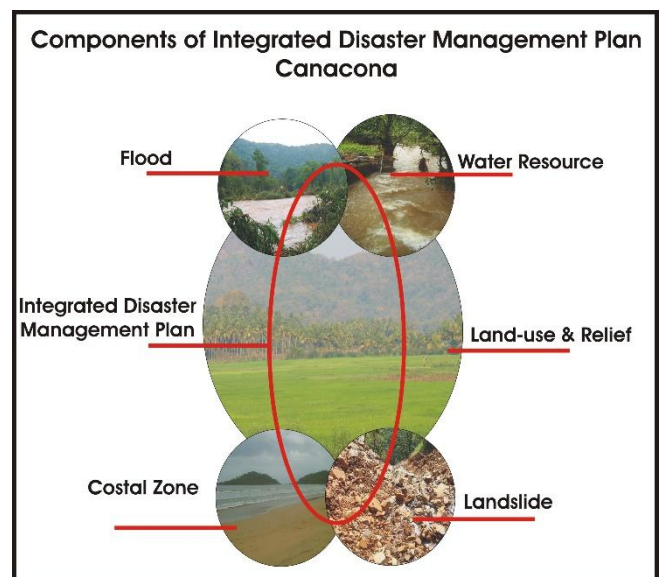 Components of Integrated Disaster Management Plan
Canacona
Flood
Water Resource
Integrated Disaster
Management Plan
Land-use & Relief
Costal Zone
Landslide